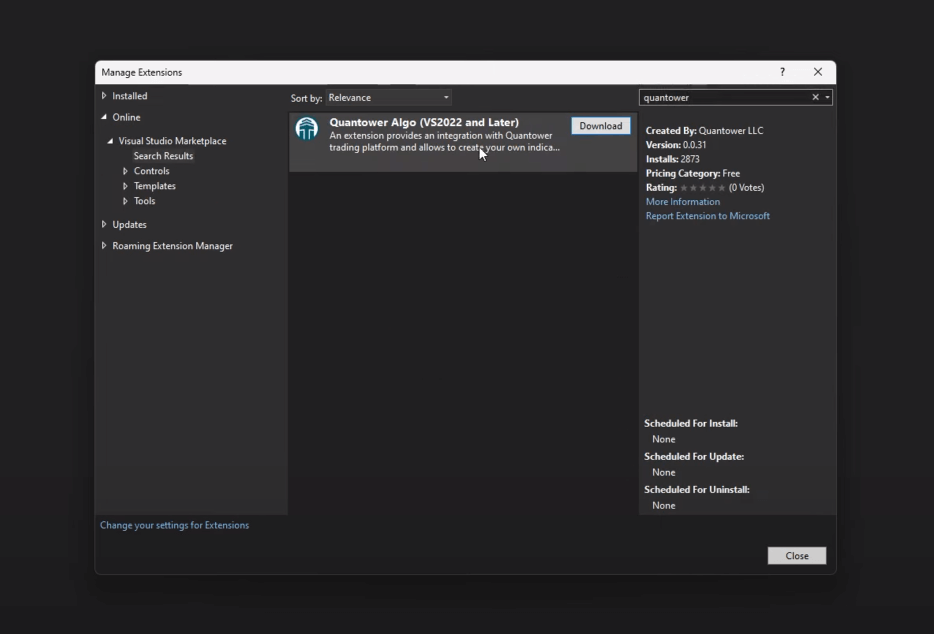 Manage Extensions
?
Installed
Online
Visual Studio Marketplace
Search Results
Controls
Templates
Tools
Updates
Roaming Extension Manager
Change your settings for Extensions
Sort by: Relevance
Quantower Algo (VS2022 and Later)
Download
An extension provides an integration with Quantower
trading platform and allows to create your own indica...
quantower
Created By: Quantower LLC
Version: 0.0.31
Installs: 2873
Pricing Category: Free
Rating: ★★★★★ (0 Votes)
More Information
Report Extension to Microsoft
Scheduled For Install:
None
Scheduled For Update:
None
Scheduled For Uninstall:
None
Close